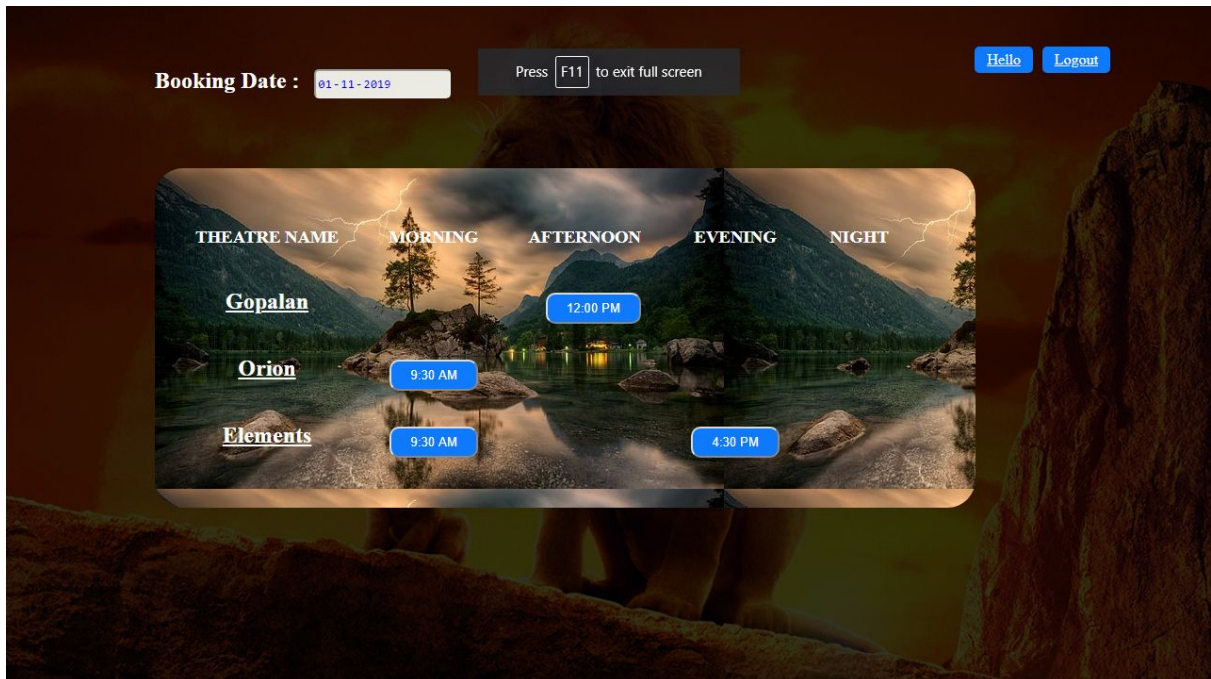 Hello Logout
Press F11 to exit full screen
Booking Date : 01-11-2019
THEATRE NAME MORNING AFTERNOON EVENING NIGHT
Gopalan 12:00 PM
Orion 9:30 AM
Elements 9:30 AM 4:30 PM